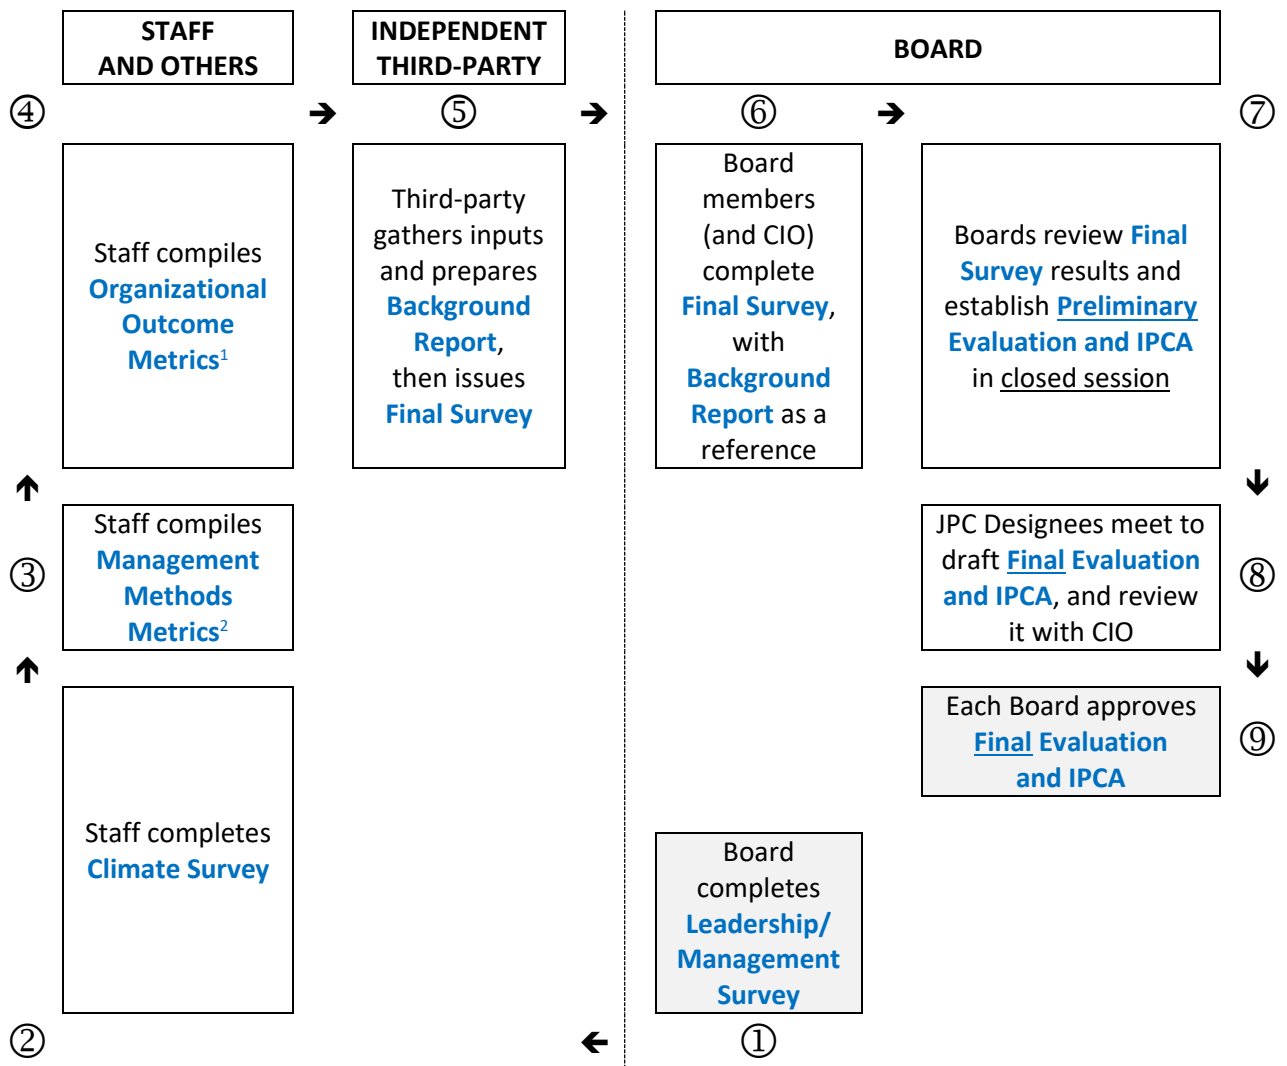 STAFF
AND OTHERS
INDEPENDENT
THIRD-PARTY
BOARD
④
➔
⑤
➔
⑥
➔
⑦
Staff compiles
Organizational
Outcome
Metrics1
Third-party
gathers inputs
and prepares
Background
Report,
then issues
Final Survey
Board
members
(and CIO)
complete
Final Survey,
with
Background
Report as a
reference
Boards review Final
Survey results and
establish Preliminary
Evaluation and IPCA
in closed session
③
Staff compiles
Management
Methods
Metrics2
JPC Designees meet to
draft Final Evaluation
and IPCA, and review
it with CIO
⑧
Staff completes
Climate Survey
Each Board approves
Final Evaluation
and IPCA
⑨
Board
completes
Leadership/
Management
Survey
②
①